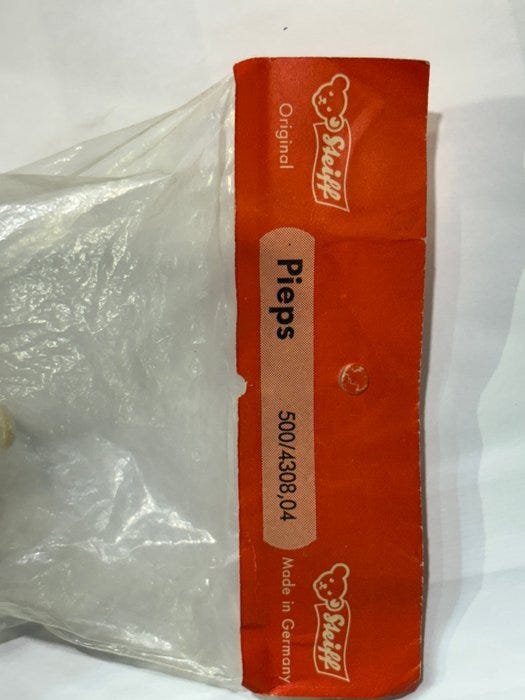 Steiff
Original
Pieps
500/4308,04
Steiff
Made in Germany